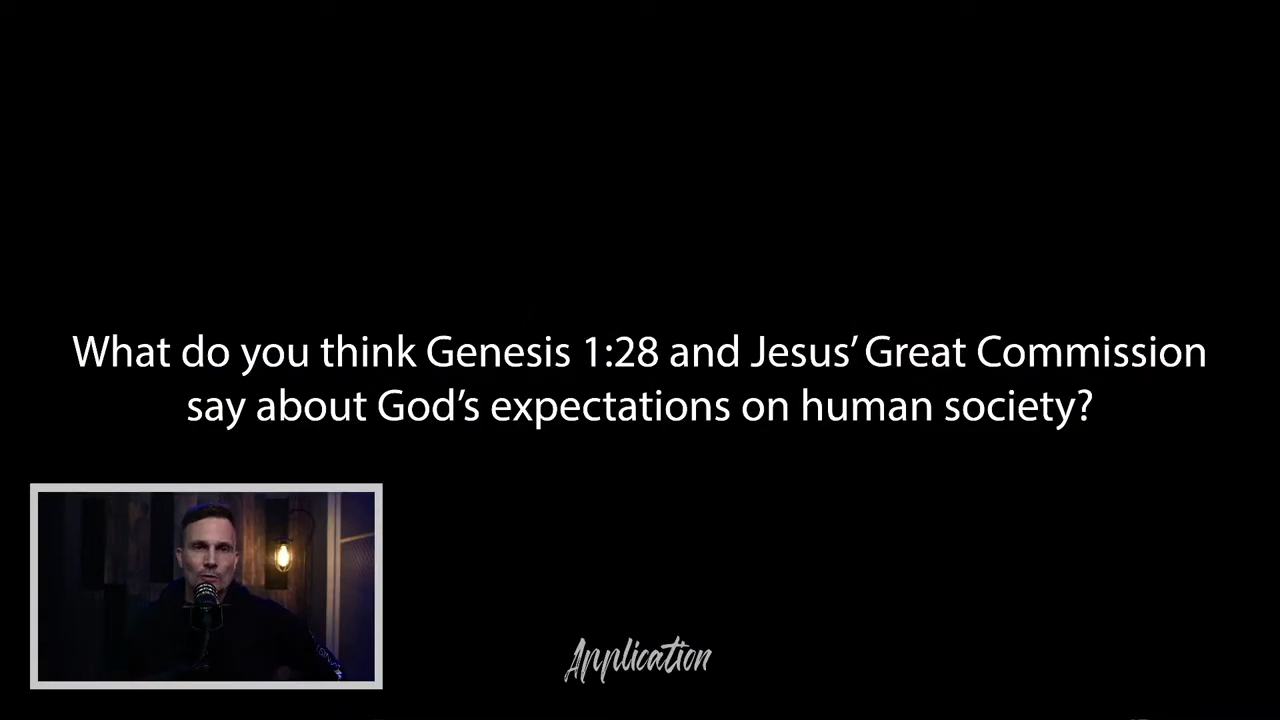 What do you think Genesis 1:28 and Jesus’ Great Commission
say about God’s expectations on human society?
Application